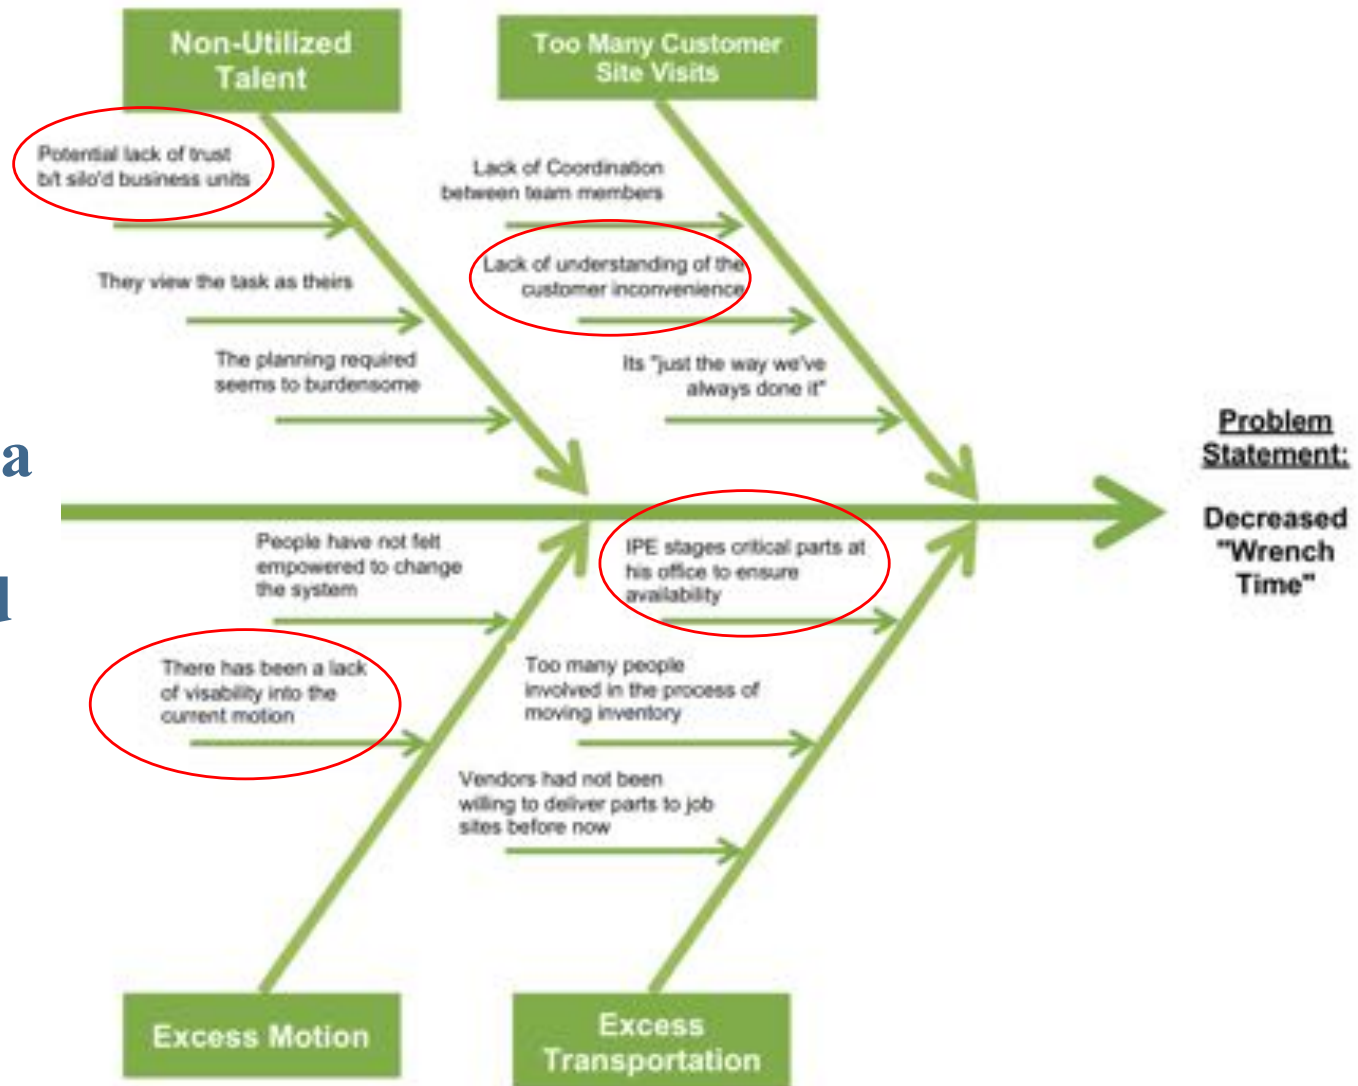 Non-Utilized
Talent
Too Many Customer
Site Visits
Potential lack of trust
b/t silo'd business units
Lack of Coordination
between team members
They view the task as theirs
Lack of understanding of the
customer inconvenience
The planning required
seems to burdensome
Its "just the way we've
always done it"
a
d
Problem
Statement:
Decreased
"Wrench
Time"
People have not felt
empowered to change
the system
IPE stages critical parts at
his office to ensure
availability
There has been a lack
of visability into the
current motion
Too many people
involved in the process of
moving inventory
Vendors had not been
willing to deliver parts to job
sites before now
Excess Motion
Excess
Transportation